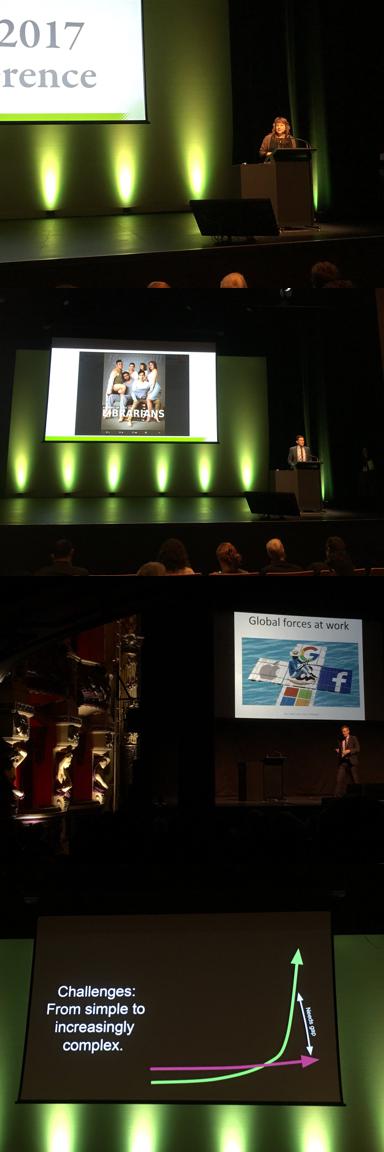 2017
rence
LIBRARIANS
Global forces at work
G
f
Challenges:
From simple to
increasingly
complex.
Needs gap